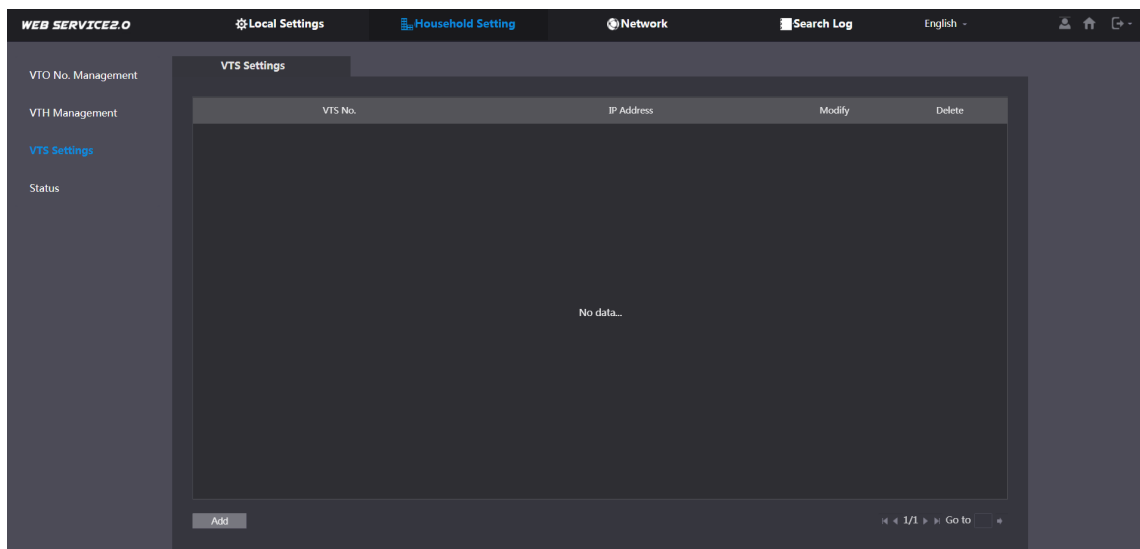 WEB SERVICE2.0 Local Settings Household Setting Network Search Log English
VTO No. Management
VTH Management
VTS Settings
Status
VTS Settings
VTS No. IP Address Modify Delete
No data...
Add 1/1 Go to